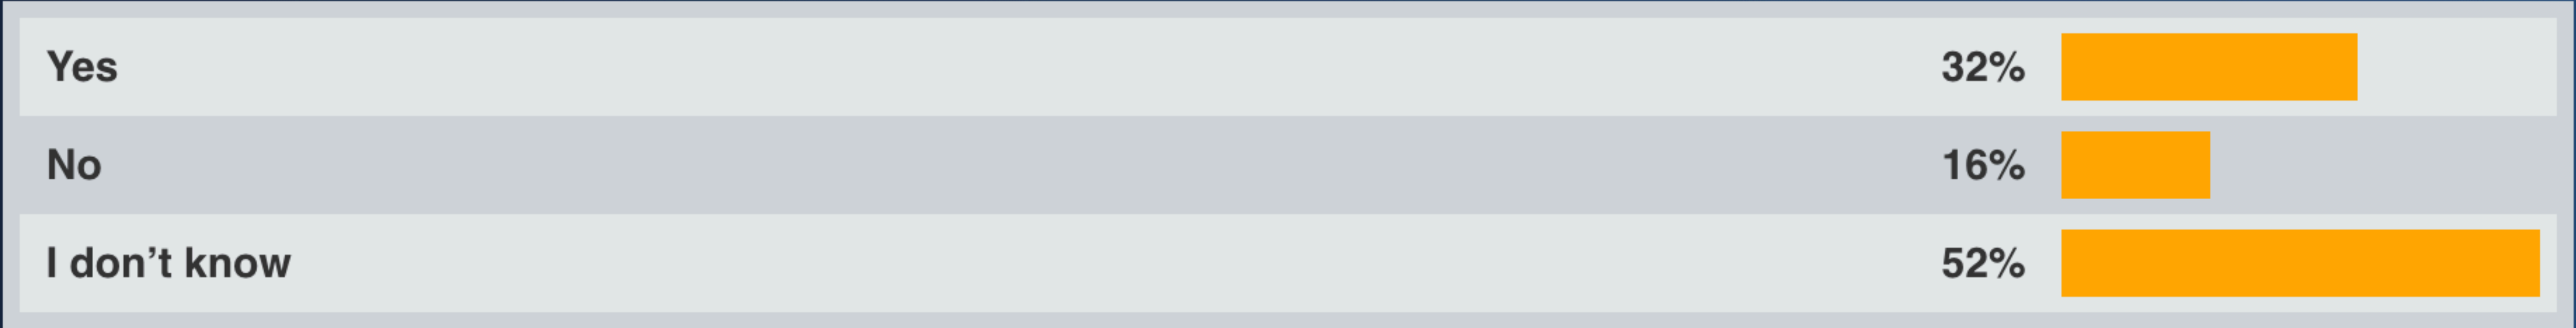 Yes 32%
No 16%
I don’t know 52%